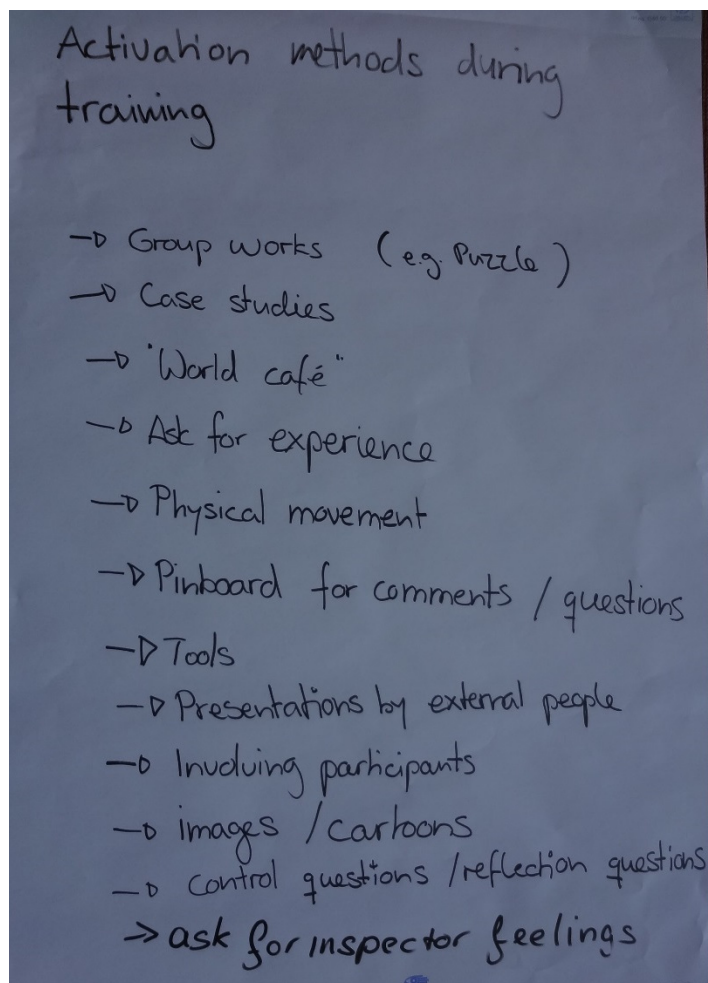 Activation methods during
training
→ Group works (e.g. Puzzle)
→ Case studies
→ "World café"
→ Ask for experience
→ Physical movement
→ Pinboard for comments / questions
→ Tools
→ Presentations by external people
→ Involving participants
→ images / cartoons
→ control questions / reflection questions
→ ask for inspector feelings